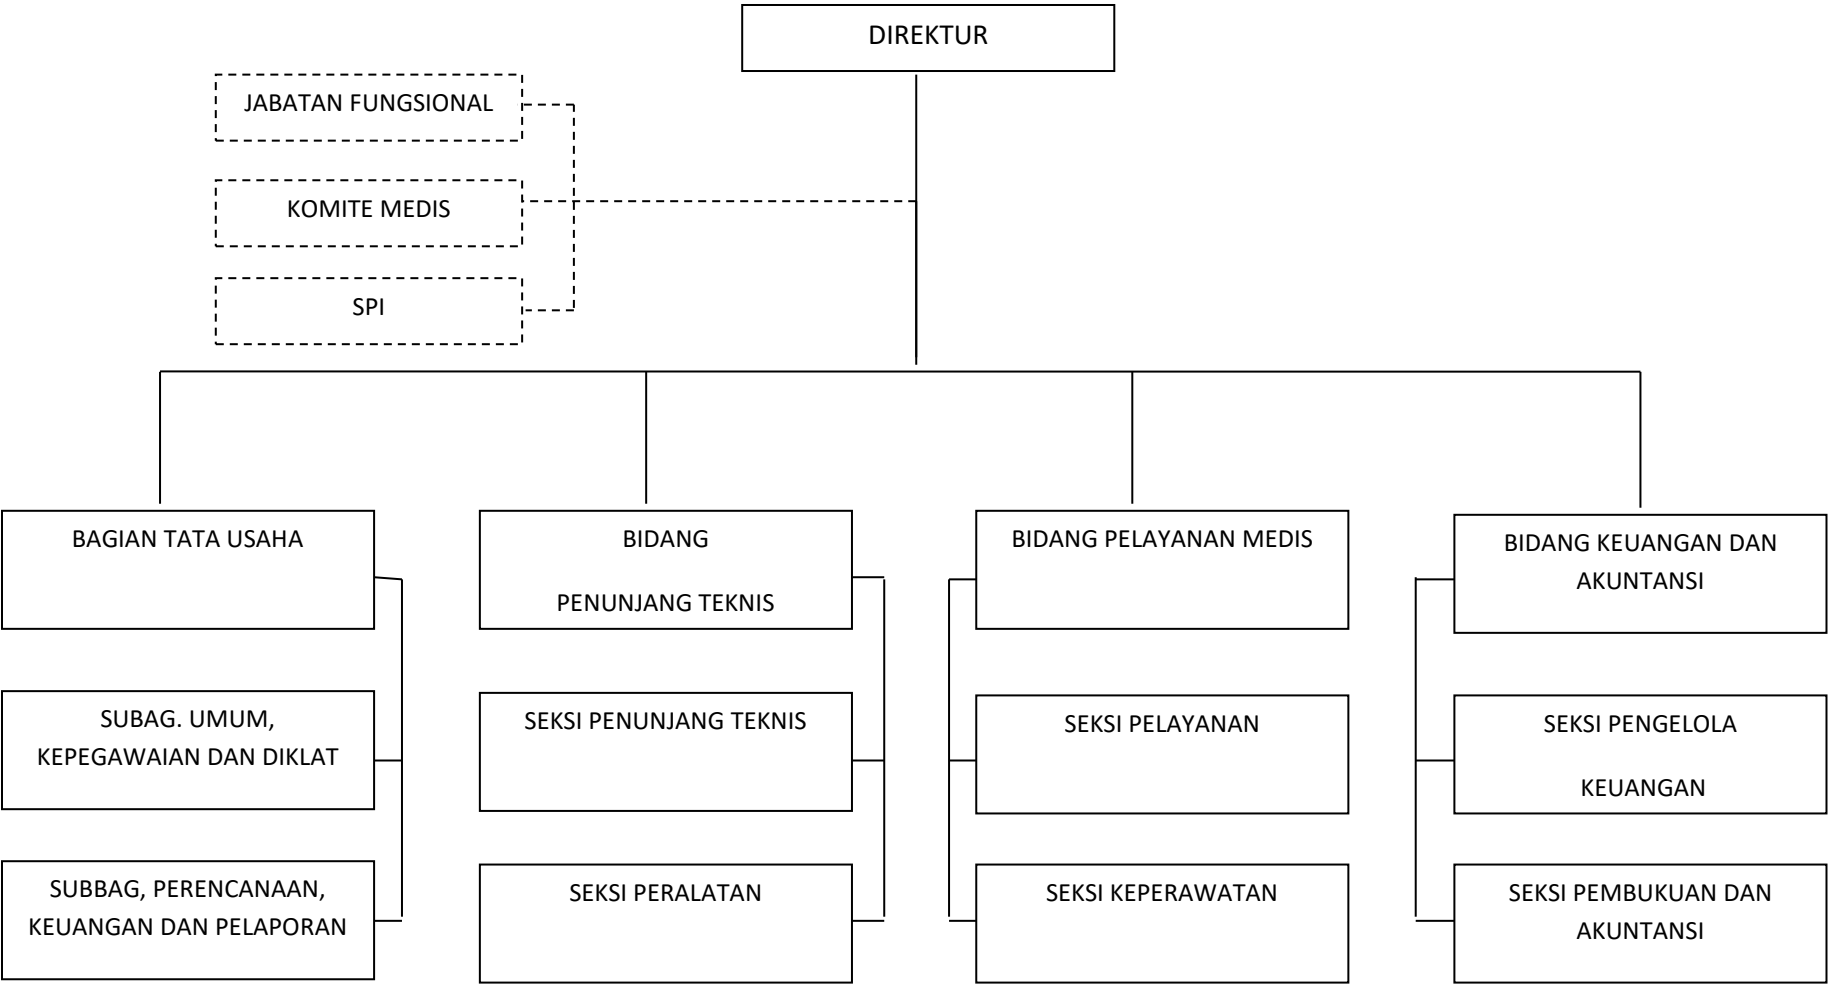 DIREKTUR
JABATAN FUNGSIONAL
KOMITE MEDIS
SPI
BAGIAN TATA USAHA
BIDANG
PENUNJANG TEKNIS
BIDANG PELAYANAN MEDIS
BIDANG KEUANGAN DAN
AKUNTANSI
SUBAG. UMUM,
KEPEGAWAIAN DAN DIKLAT
SEKSI PENUNJANG TEKNIS
SEKSI PELAYANAN
SEKSI PENGELOLA
KEUANGAN
SUBBAG, PERENCANAAN,
KEUANGAN DAN PELAPORAN
SEKSI PERALATAN
SEKSI KEPERAWATAN
SEKSI PEMBUKUAN DAN
AKUNTANSI